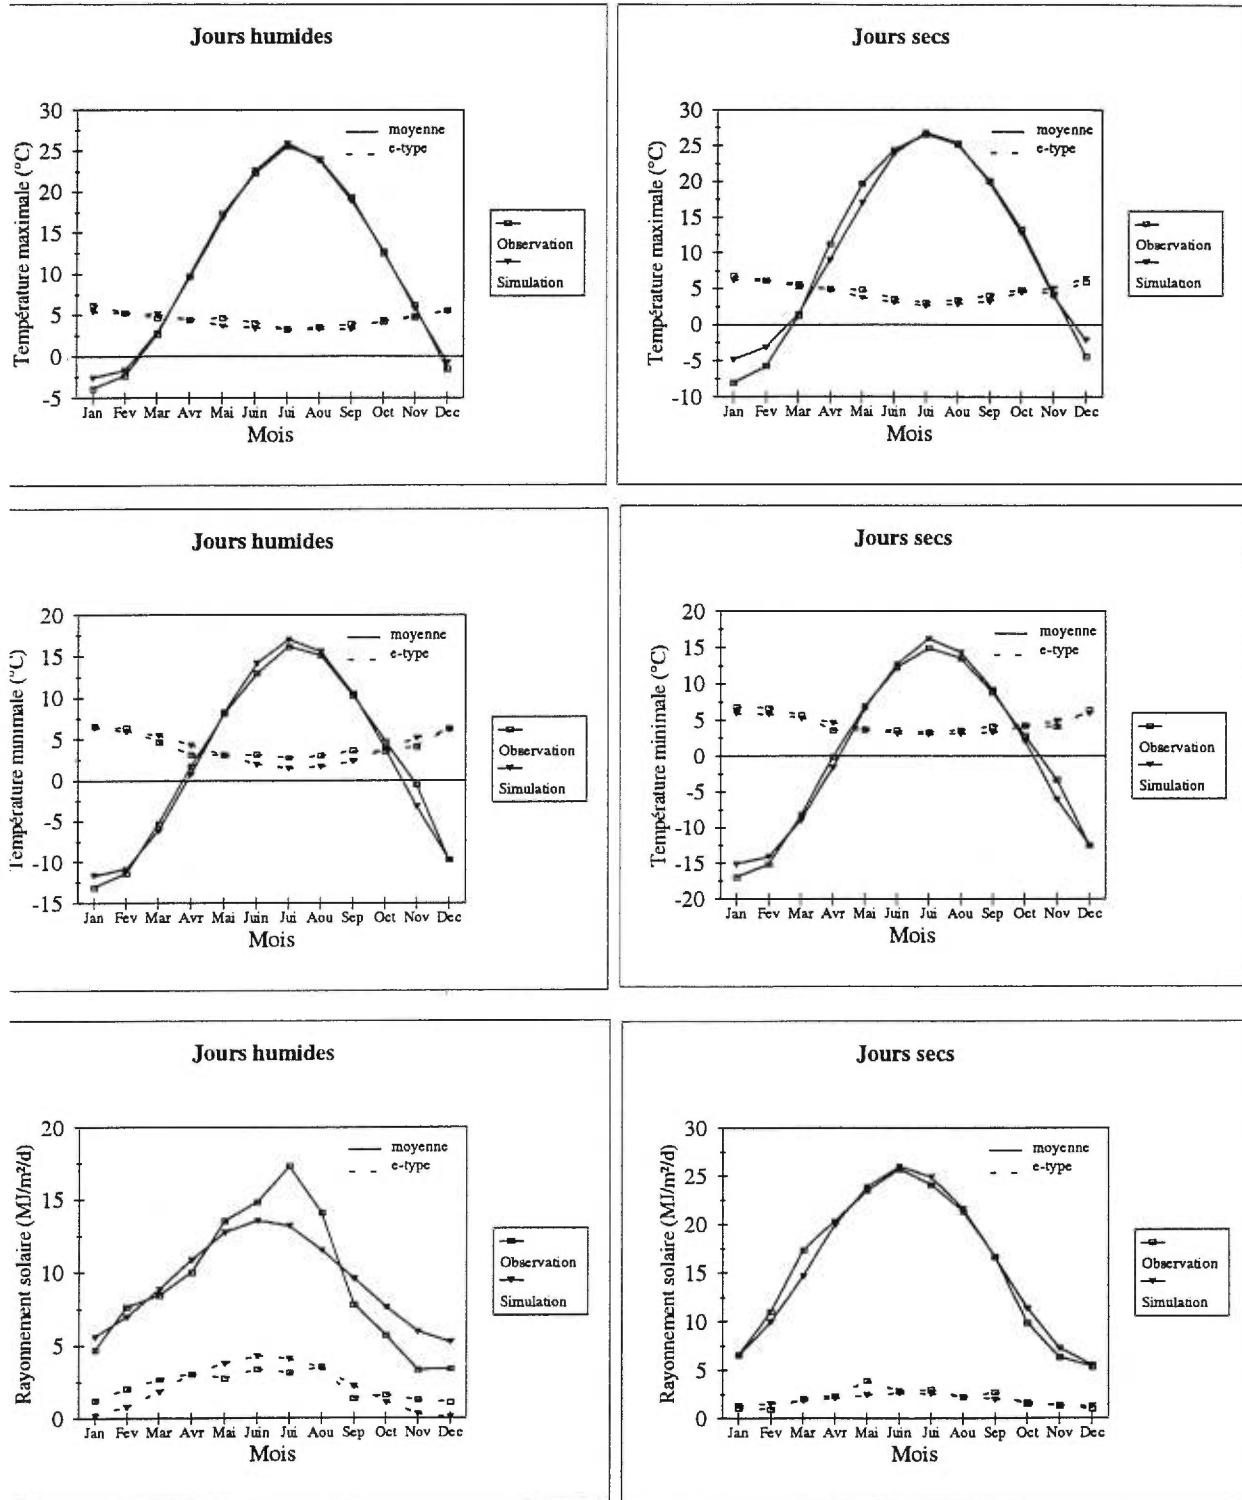 Jours humides
Température maximale (°C)
30
25
20
15
10
5
0
-5
moyenne
e-type
Jan Fev Mar Avr Mai Juin Jui Aou Sep Oct Nov Dec
Mois
Observation
Simulation
Jours secs
Température maximale (°C)
30
25
20
15
10
5
0
-5
-10
moyenne
e-type
Jan Fev Mar Avr Mai Juin Jui Aou Sep Oct Nov Dec
Mois
Observation
Simulation
Jours humides
Température minimale (°C)
20
15
10
5
0
-5
-10
-15
moyenne
e-type
Jan Fev Mar Avr Mai Juin Jui Aou Sep Oct Nov Dec
Mois
Observation
Simulation
Jours secs
Température minimale (°C)
20
15
10
5
0
-5
-10
-15
-20
moyenne
e-type
Jan Fev Mar Avr Mai Juin Jui Aou Sep Oct Nov Dec
Mois
Observation
Simulation
Jours humides
Rayonnement solaire (MJ/m²/d)
20
15
10
5
0
moyenne
e-type
Jan Fev Mar Avr Mai Juin Jui Aou Sep Oct Nov Dec
Mois
Observation
Simulation
Jours secs
Rayonnement solaire (MJ/m²/d)
30
25
20
15
10
5
0
moyenne
e-type
Jan Fev Mar Avr Mai Juin Jui Aou Sep Oct Nov Dec
Mois
Observation
Simulation